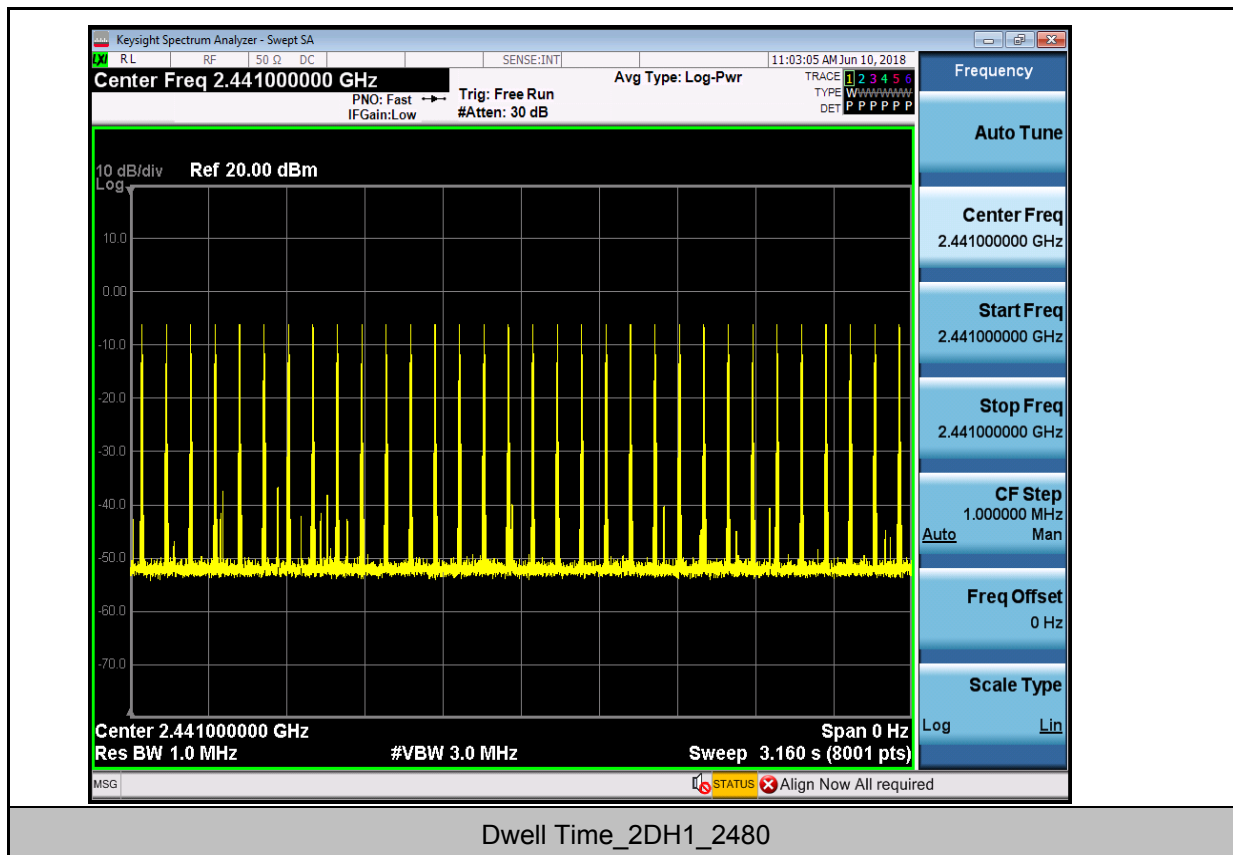 Keysight Spectrum Analyzer - Swept SA
LXI RL RF 50 Ω DC SENSE:INT 11:03:05 AM Jun 10, 2018
Center Freq 2.441000000 GHz
PNO: Fast
IFGain:Low
Trig: Free Run
#Atten: 30 dB
Avg Type: Log-Pwr
TRACE 1 2 3 4 5 6
TYPE WWWWWW
DET P P P P P P
10 dB/div
Log
Ref 20.00 dBm
10.0
0.00
-10.0
-20.0
-30.0
-40.0
-50.0
-60.0
-70.0
Center 2.441000000 GHz Span 0 Hz
Res BW 1.0 MHz #VBW 3.0 MHz Sweep 3.160 s (8001 pts)
MSG STATUS Align Now All required
Frequency
Auto Tune
Center Freq
2.441000000 GHz
Start Freq
2.441000000 GHz
Stop Freq
2.441000000 GHz
CF Step
1.000000 MHz
Auto Man
Freq Offset
0 Hz
Scale Type
Log Lin
Dwell Time_2DH1_2480